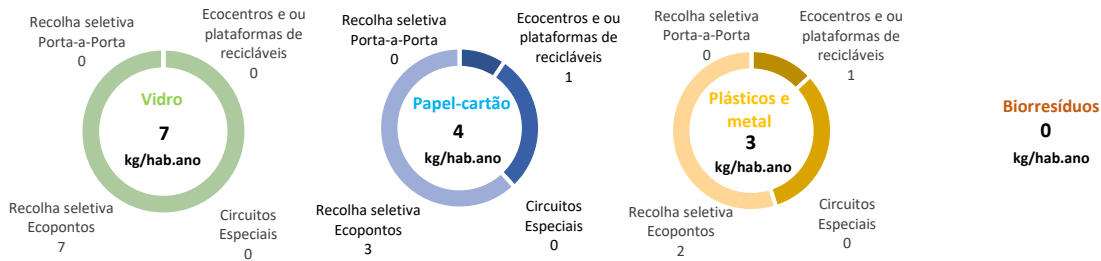 Recolha seletiva
Porta-a-Porta
0
Ecocentros e ou
plataformas de
recicláveis
0
Vidro
7
kg/hab.ano
Recolha seletiva
Ecopontos
7
Circuitos
Especiais
0
Recolha seletiva
Porta-a-Porta
0
Ecocentros e ou
plataformas de
recicláveis
1
Papel-cartão
4
kg/hab.ano
Recolha seletiva
Ecopontos
3
Circuitos
Especiais
0
Recolha seletiva
Porta-a-Porta
0
Ecocentros e ou
plataformas de
recicláveis
1
Plásticos e
metal
3
kg/hab.ano
Recolha seletiva
Ecopontos
2
Circuitos
Especiais
0
Biorresíduos
0
kg/hab.ano